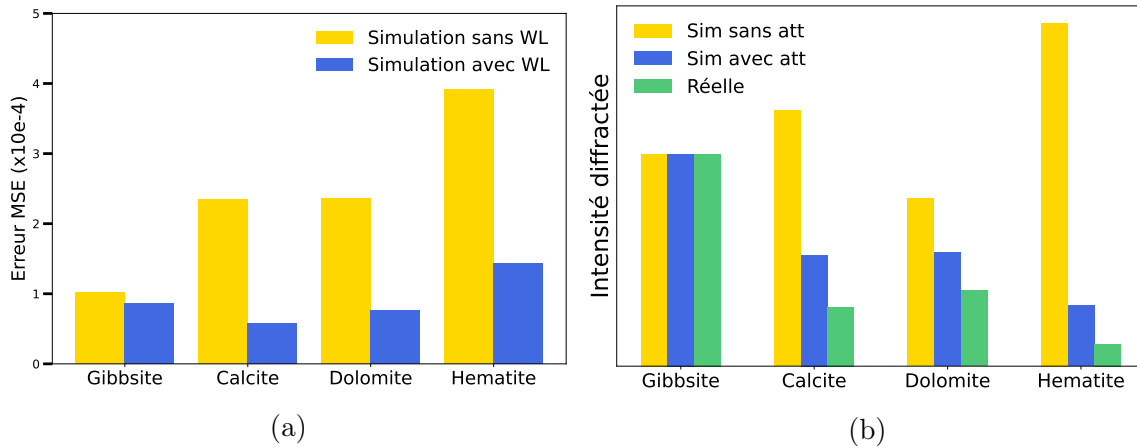 Erreur MSE (x10e-4)
5
4
3
2
1
0
Simulation sans WL
Simulation avec WL
Gibbsite Calcite Dolomite Hematite
(a)
Intensité diffractée
Sim sans att
Sim avec att
Réelle
Gibbsite Calcite Dolomite Hematite
(b)